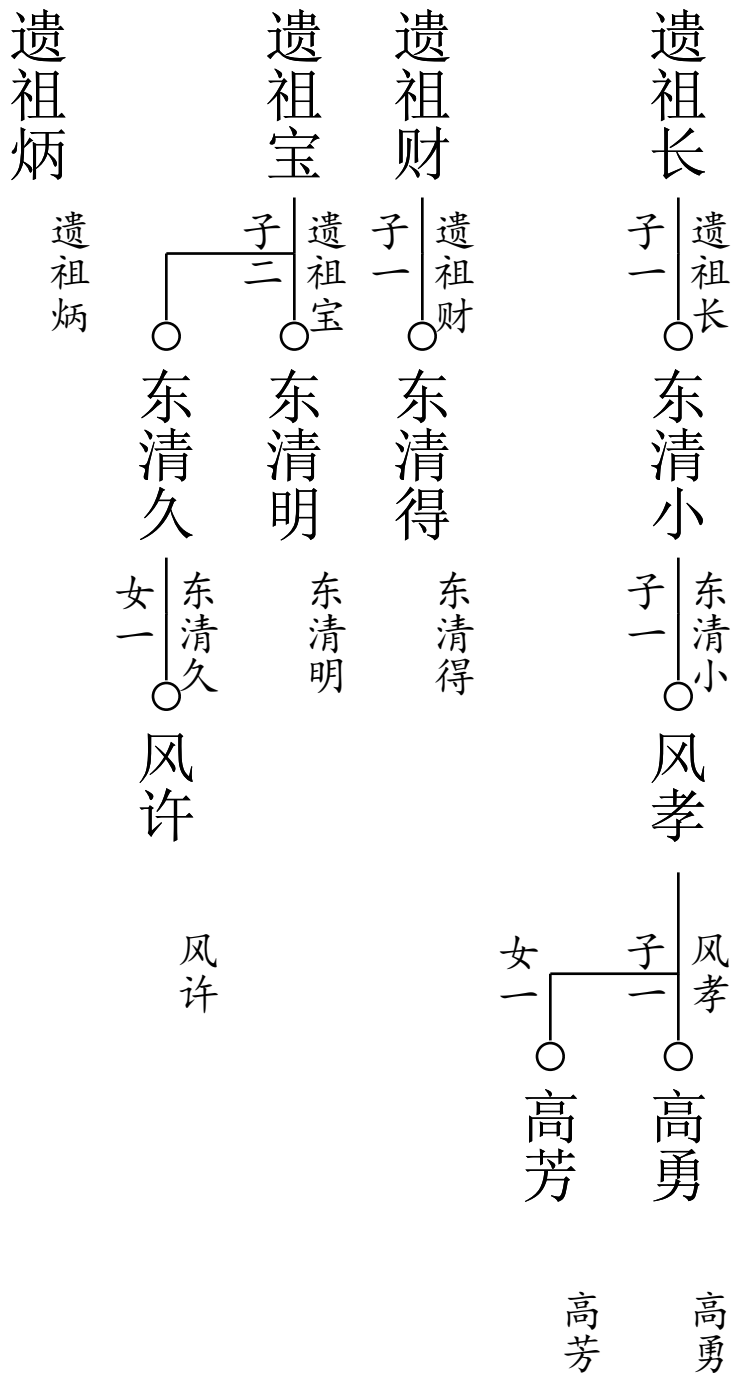 遗祖长
遗祖财
遗祖宝
遗祖炳
遗祖长
子一
遗祖财
子一
遗祖宝
子二
遗祖炳
东清小
东清得
东清明
东清久
东清小
子一
东清得
东清明
东清久
女一
风孝
风许
风孝
子一
女一
风许
高勇
高芳
高勇
高芳